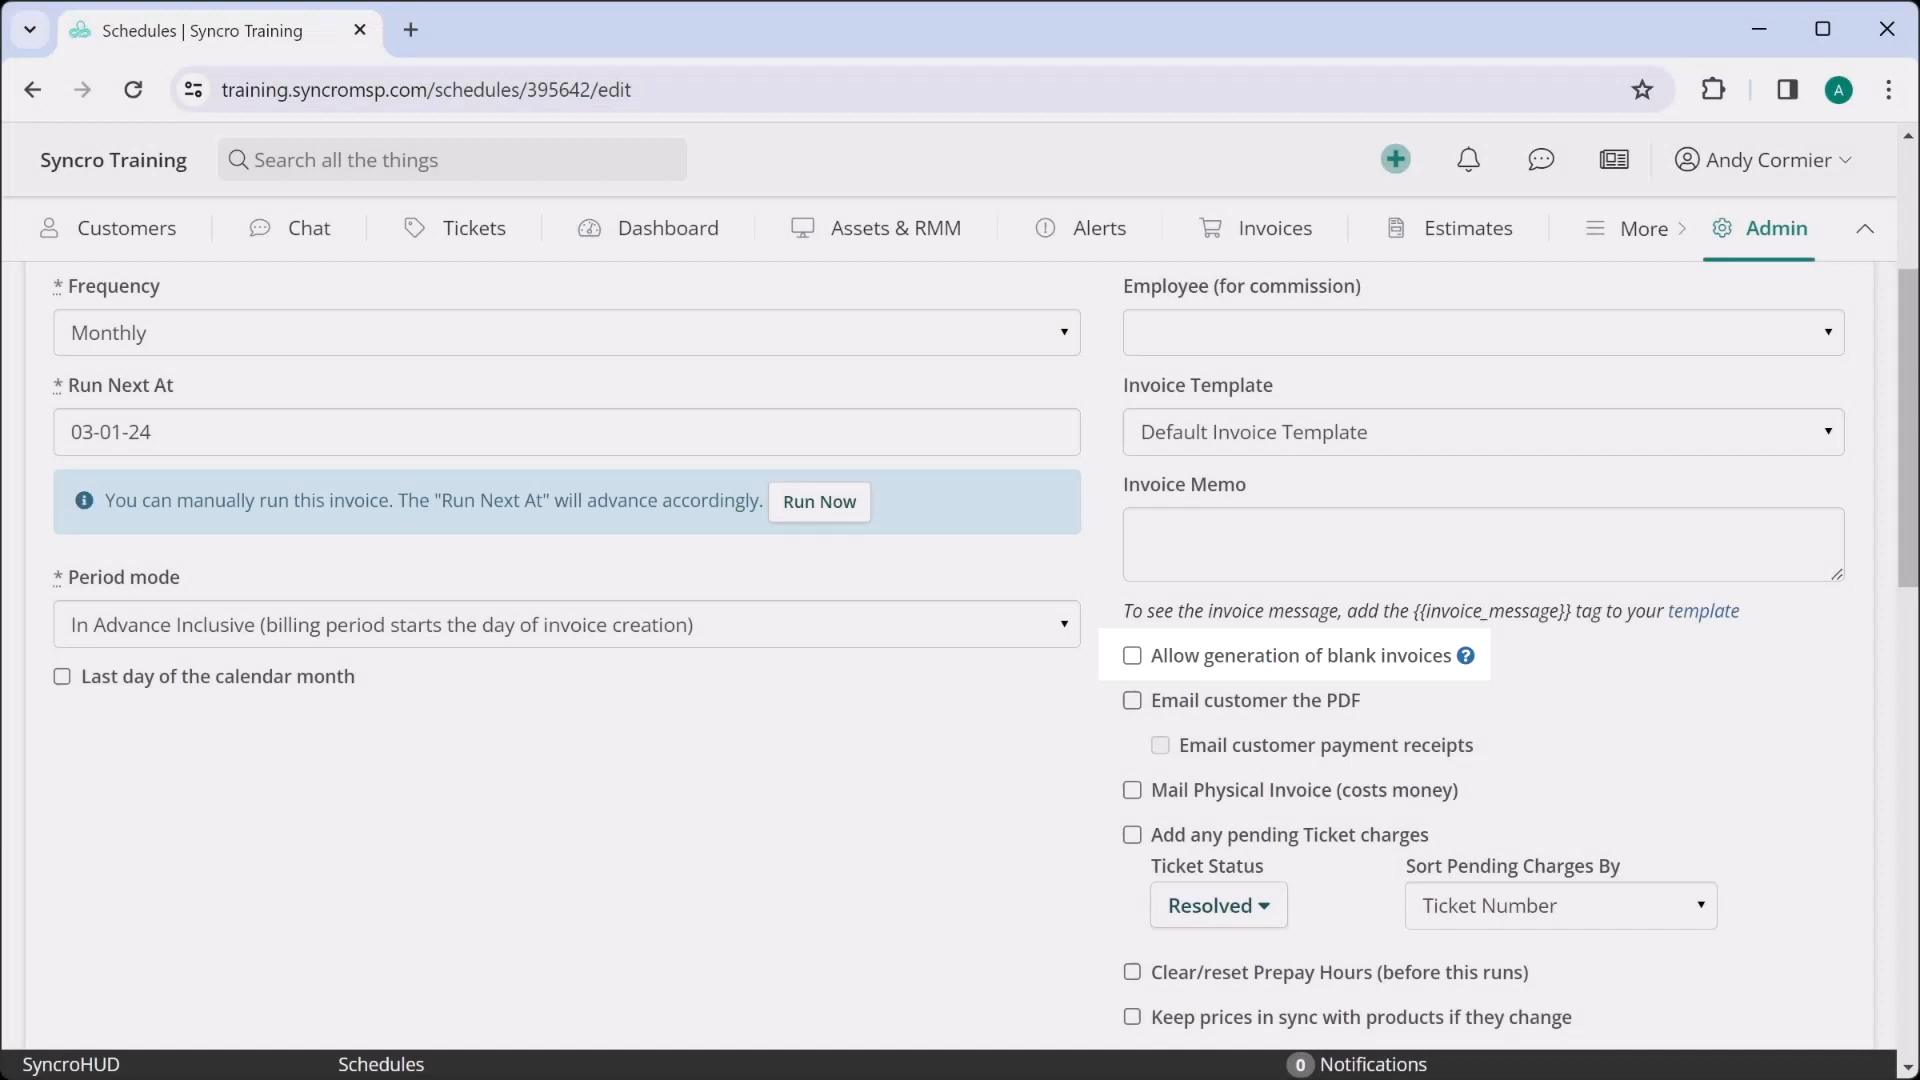 Schedules | Syncro Training
training.syncromsp.com/schedules/395642/edit
A
Syncro Training
Search all the things
Andy Cormier
Customers
Chat
Tickets
Dashboard
Assets & RMM
Alerts
Invoices
Estimates
More
Admin
* Frequency
Monthly
* Run Next At
03-01-24
You can manually run this invoice. The "Run Next At" will advance accordingly. Run Now
* Period mode
In Advance Inclusive (billing period starts the day of invoice creation)
Last day of the calendar month
Employee (for commission)
Invoice Template
Default Invoice Template
Invoice Memo
To see the invoice message, add the {{invoice_message}} tag to your template
Allow generation of blank invoices ?
Email customer the PDF
Email customer payment receipts
Mail Physical Invoice (costs money)
Add any pending Ticket charges
Ticket Status
Resolved
Sort Pending Charges By
Ticket Number
Clear/reset Prepay Hours (before this runs)
Keep prices in sync with products if they change
SyncroHUD
Schedules
0 Notifications